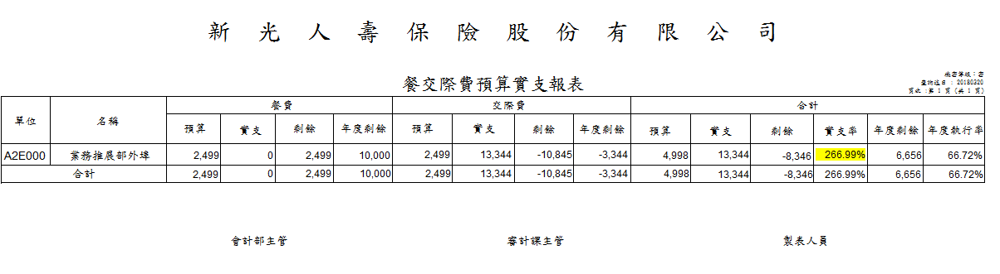 新光人壽保險股份有限公司
機密等級：密
查詢迄日：20180320
頁次：第 1 頁 (共 1 頁)
餐交際費預算實支報表
單位 名稱 餐費 交際費 合計
預算 實支 剩餘 年度剩餘 預算 實支 剩餘 年度剩餘 預算 實支 剩餘 實支率 年度剩餘 年度執行率
A2E000 業務推展部外埠 2,499 0 2,499 10,000 2,499 13,344 -10,845 -3,344 4,998 13,344 -8,346 266.99% 6,656 66.72%
合計 2,499 0 2,499 10,000 2,499 13,344 -10,845 -3,344 4,998 13,344 -8,346 266.99% 6,656 66.72%
會計部主管 審計課主管 製表人員